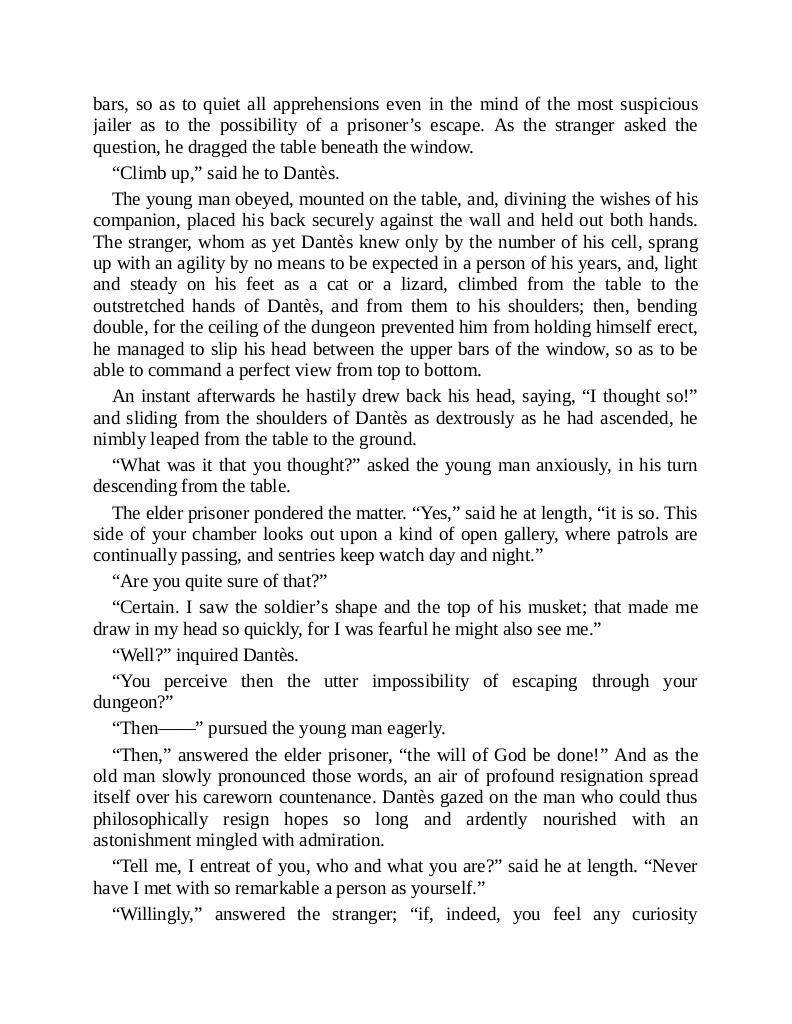 bars, so as to quiet all apprehensions even in the mind of the most suspicious
jailer as to the possibility of a prisoner’s escape. As the stranger asked the
question, he dragged the table beneath the window.
“Climb up,” said he to Dantès.
The young man obeyed, mounted on the table, and, divining the wishes of his
companion, placed his back securely against the wall and held out both hands.
The stranger, whom as yet Dantès knew only by the number of his cell, sprang
up with an agility by no means to be expected in a person of his years, and, light
and steady on his feet as a cat or a lizard, climbed from the table to the
outstretched hands of Dantès, and from them to his shoulders; then, bending
double, for the ceiling of the dungeon prevented him from holding himself erect,
he managed to slip his head between the upper bars of the window, so as to be
able to command a perfect view from top to bottom.
An instant afterwards he hastily drew back his head, saying, “I thought so!”
and sliding from the shoulders of Dantès as dextrously as he had ascended, he
nimbly leaped from the table to the ground.
“What was it that you thought?” asked the young man anxiously, in his turn
descending from the table.
The elder prisoner pondered the matter. “Yes,” said he at length, “it is so. This
side of your chamber looks out upon a kind of open gallery, where patrols are
continually passing, and sentries keep watch day and night.”
“Are you quite sure of that?”
“Certain. I saw the soldier’s shape and the top of his musket; that made me
draw in my head so quickly, for I was fearful he might also see me.”
“Well?” inquired Dantès.
“You perceive then the utter impossibility of escaping through your
dungeon?”
“Then——” pursued the young man eagerly.
“Then,” answered the elder prisoner, “the will of God be done!” And as the
old man slowly pronounced those words, an air of profound resignation spread
itself over his careworn countenance. Dantès gazed on the man who could thus
philosophically resign hopes so long and ardently nourished with an
astonishment mingled with admiration.
“Tell me, I entreat of you, who and what you are?” said he at length. “Never
have I met with so remarkable a person as yourself.”
“Willingly,” answered the stranger; “if, indeed, you feel any curiosity